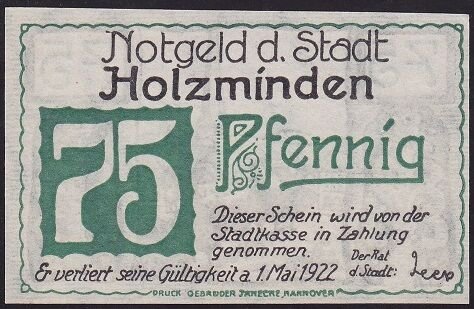 Notgeld d. Stadt
Holzminden
75 Pfennig
Dieser Schein wird von der
Stadtkasse in Zahlung
genommen.
Der Rat
d. Stadt:
Er verliert seine Gültigkeit a. 1. Mai 1922
DRUCK GEBRÜDER JÄNECKE, HANNOVER